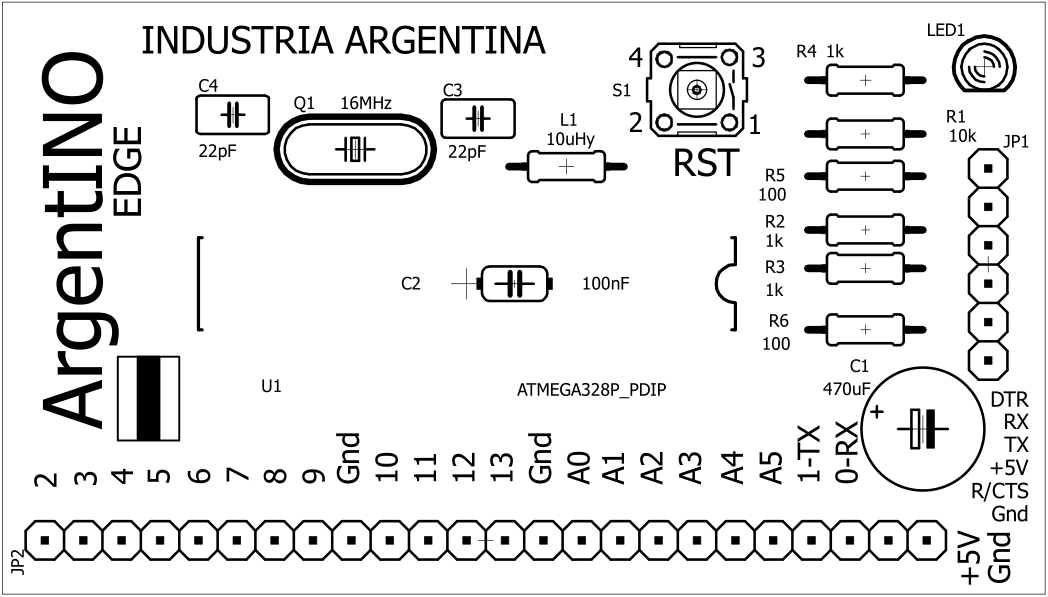 INDUSTRIA ARGENTINA
ArgentINO
EDGE
C4
22pF
Q1
16MHz
C3
22pF
L1
10uHy
S1
4
3
2
1
RST
R4 1k
LED1
R1
10k
JP1
R5
100
R2
1k
R3
1k
R6
100
C2
100nF
U1
ATMEGA328P_PDIP
C1
470uF
+
DTR
RX
TX
+5V
R/CTS
Gnd
2
3
4
5
6
7
8
9
Gnd
10
11
12
13
Gnd
A0
A1
A2
A3
A4
A5
1-TX
0-RX
JP2
+5V
Gnd